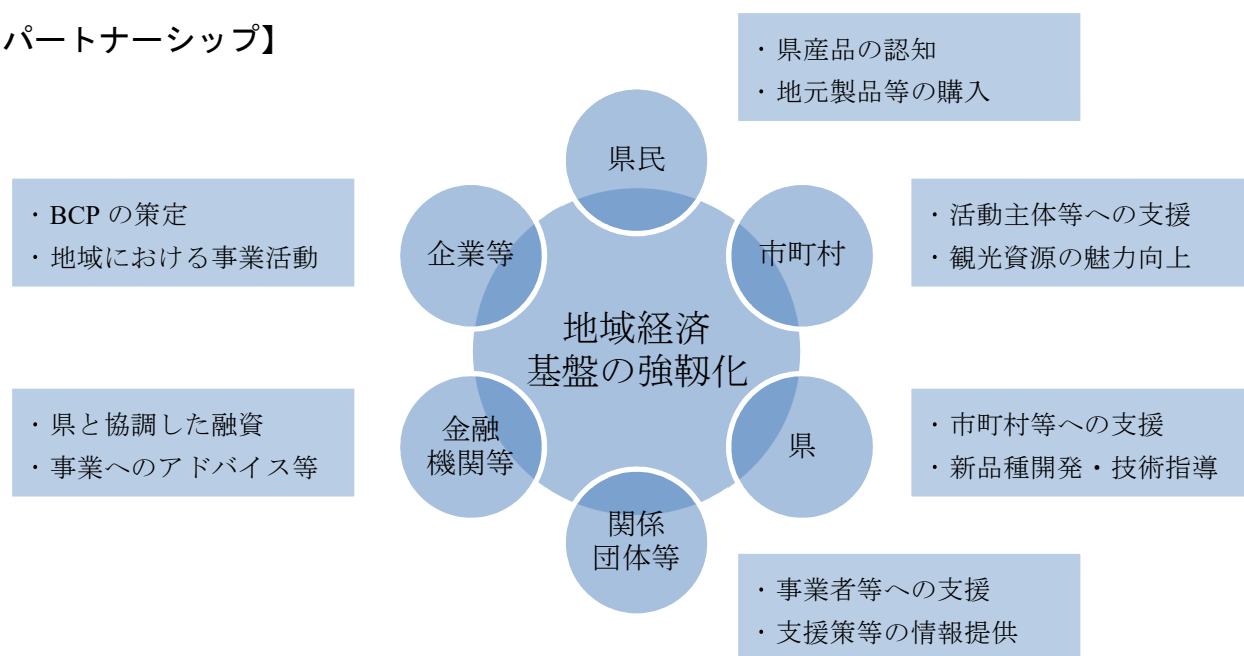 パートナーシップ】
・県産品の認知
・地元製品等の購入
県民
・BCP の策定
・地域における事業活動
企業等
市町村
・活動主体等への支援
・観光資源の魅力向上
地域経済
基盤の強靱化
・県と協調した融資
・事業へのアドバイス等
金融
機関等
県
・市町村等への支援
・新品種開発・技術指導
関係
団体等
・事業者等への支援
・支援策等の情報提供